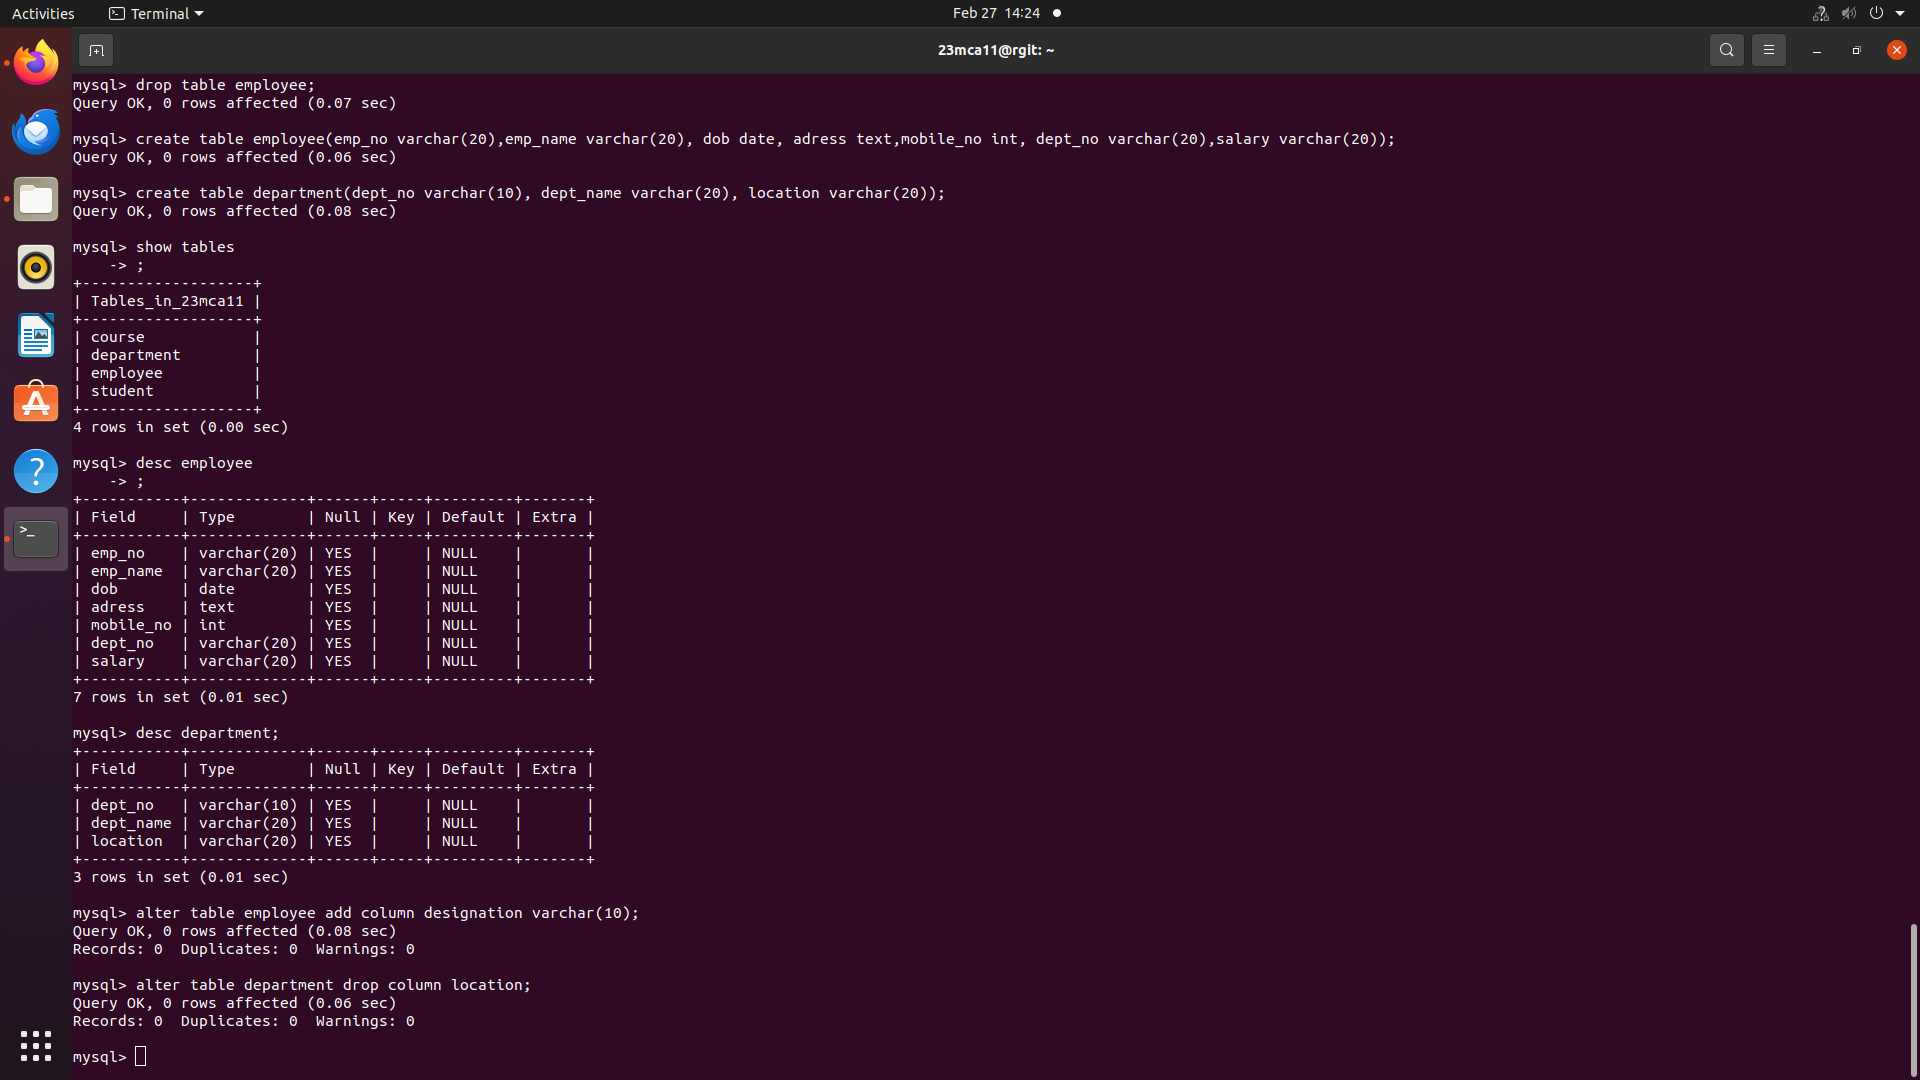 Activities
Terminal
Feb 27 14:24
23mca11@rgit: ~
mysql> drop table employee;
Query OK, 0 rows affected (0.07 sec)
mysql> create table employee(emp_no varchar(20),emp_name varchar(20), dob date, adress text,mobile_no int, dept_no varchar(20),salary varchar(20));
Query OK, 0 rows affected (0.06 sec)
mysql> create table department(dept_no varchar(10), dept_name varchar(20), location varchar(20));
Query OK, 0 rows affected (0.08 sec)
mysql> show tables
    -> ;
+-------------------+
| Tables_in_23mca11 |
+-------------------+
| course            |
| department        |
| employee          |
| student           |
+-------------------+
4 rows in set (0.00 sec)
mysql> desc employee
    -> ;
+-----------+-------------+------+-----+---------+-------+
| Field     | Type        | Null | Key | Default | Extra |
+-----------+-------------+------+-----+---------+-------+
| emp_no    | varchar(20) | YES  |     | NULL    |       |
| emp_name  | varchar(20) | YES  |     | NULL    |       |
| dob       | date        | YES  |     | NULL    |       |
| adress    | text        | YES  |     | NULL    |       |
| mobile_no | int         | YES  |     | NULL    |       |
| dept_no   | varchar(20) | YES  |     | NULL    |       |
| salary    | varchar(20) | YES  |     | NULL    |       |
+-----------+-------------+------+-----+---------+-------+
7 rows in set (0.01 sec)
mysql> desc department;
+-----------+-------------+------+-----+---------+-------+
| Field     | Type        | Null | Key | Default | Extra |
+-----------+-------------+------+-----+---------+-------+
| dept_no   | varchar(10) | YES  |     | NULL    |       |
| dept_name | varchar(20) | YES  |     | NULL    |       |
| location  | varchar(20) | YES  |     | NULL    |       |
+-----------+-------------+------+-----+---------+-------+
3 rows in set (0.01 sec)
mysql> alter table employee add column designation varchar(10);
Query OK, 0 rows affected (0.08 sec)
Records: 0  Duplicates: 0  Warnings: 0
mysql> alter table department drop column location;
Query OK, 0 rows affected (0.06 sec)
Records: 0  Duplicates: 0  Warnings: 0
mysql>